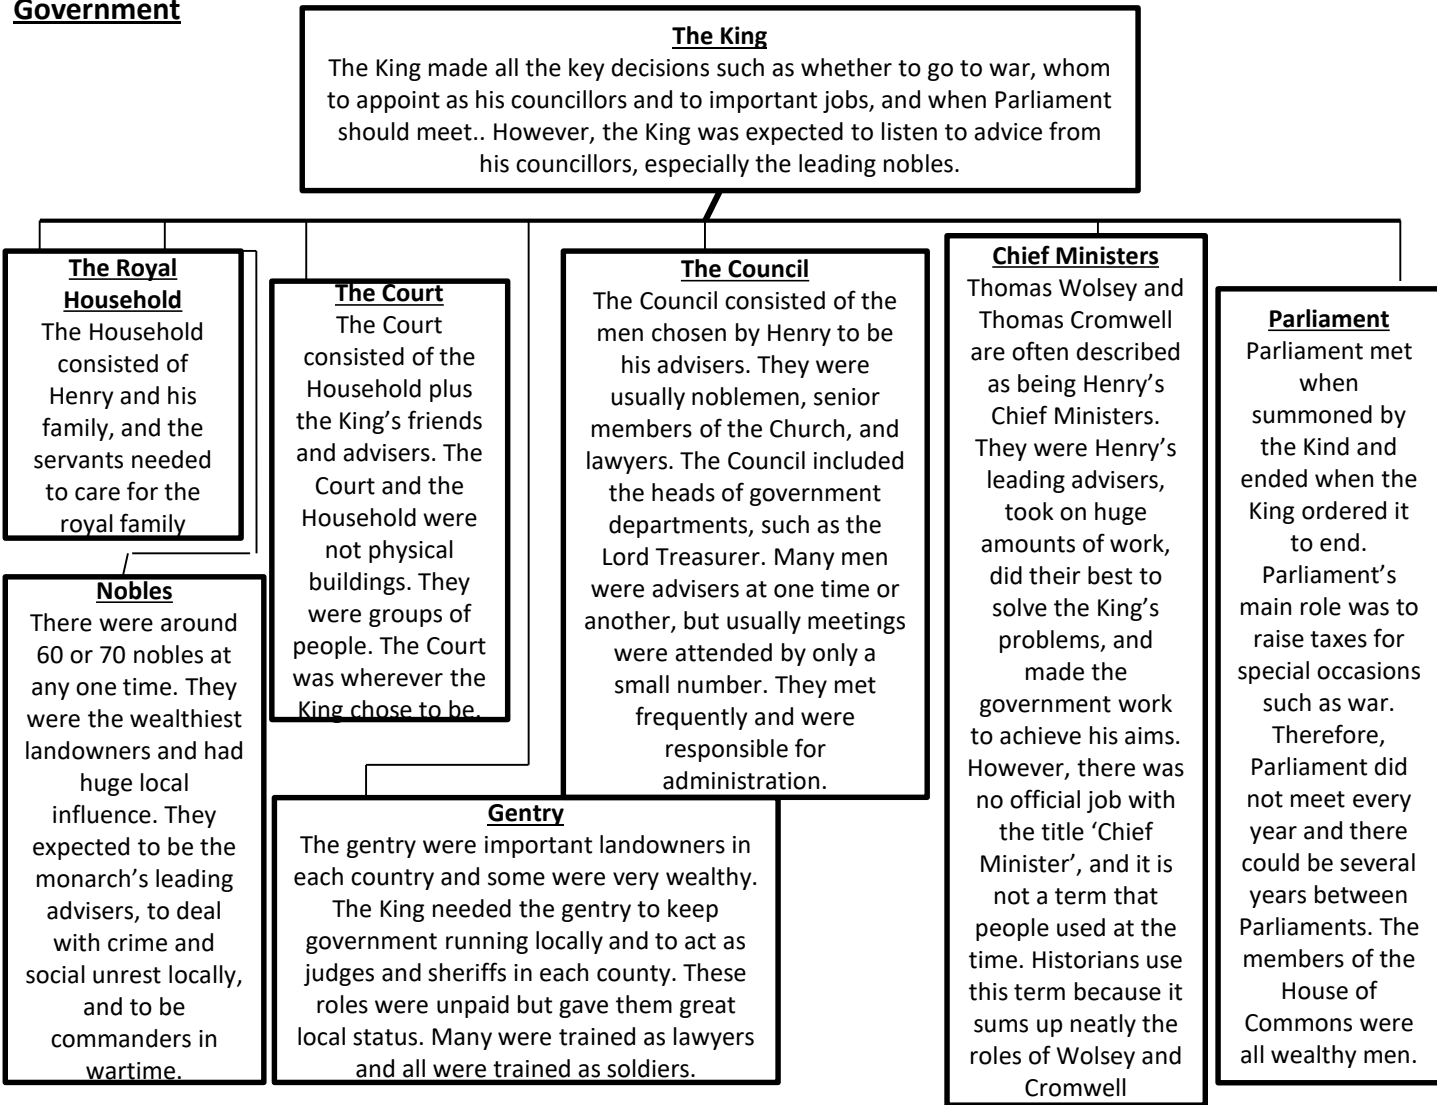 Government
The King
The King made all the key decisions such as whether to go to war, whom
to appoint as his councillors and to important jobs, and when Parliament
should meet.. However, the King was expected to listen to advice from
his councillors, especially the leading nobles.
The Royal
Household
The Household
consisted of
Henry and his
family, and the
servants needed
to care for the
royal family
Nobles
There were around
60 or 70 nobles at
any one time. They
were the wealthiest
landowners and had
huge local
influence. They
expected to be the
monarch’s leading
advisers, to deal
with crime and
social unrest locally,
and to be
commanders in
wartime.
The Court
The Court
consisted of the
Household plus
the King’s friends
and advisers. The
Court and the
Household were
not physical
buildings. They
were groups of
people. The Court
was wherever the
King chose to be.
Gentry
The gentry were important landowners in
each country and some were very wealthy.
The King needed the gentry to keep
government running locally and to act as
judges and sheriffs in each county. These
roles were unpaid but gave them great
local status. Many were trained as lawyers
and all were trained as soldiers.
The Council
The Council consisted of the
men chosen by Henry to be
his advisers. They were
usually noblemen, senior
members of the Church, and
lawyers. The Council included
the heads of government
departments, such as the
Lord Treasurer. Many men
were advisers at one time or
another, but usually meetings
were attended by only a
small number. They met
frequently and were
responsible for
administration.
Chief Ministers
Thomas Wolsey and
Thomas Cromwell
are often described
as being Henry’s
Chief Ministers.
They were Henry’s
leading advisers,
took on huge
amounts of work,
did their best to
solve the King’s
problems, and
made the
government work
to achieve his aims.
However, there was
no official job with
the title ‘Chief
Minister’, and it is
not a term that
people used at the
time. Historians use
this term because it
sums up neatly the
roles of Wolsey and
Cromwell
Parliament
Parliament met
when
summoned by
the Kind and
ended when the
King ordered it
to end.
Parliament’s
main role was to
raise taxes for
special occasions
such as war.
Therefore,
Parliament did
not meet every
year and there
could be several
years between
Parliaments. The
members of the
House of
Commons were
all wealthy men.